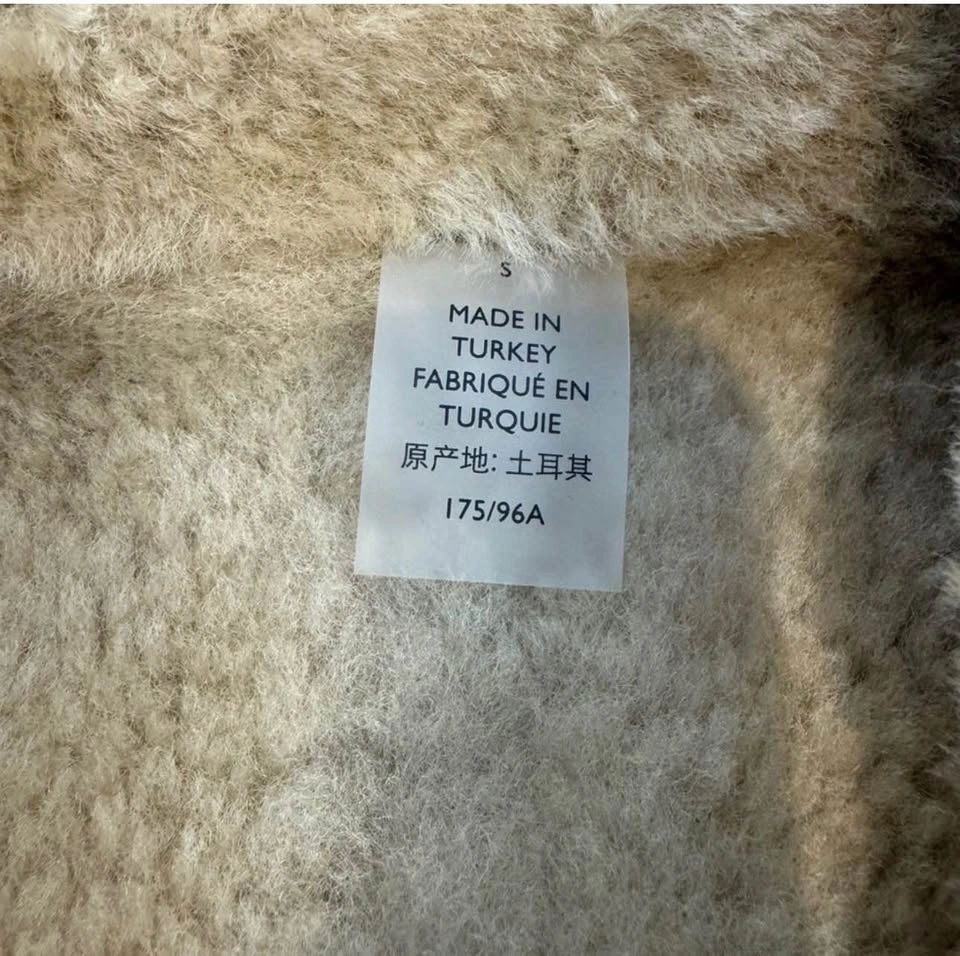 S
MADE IN
TURKEY
FABRIQUÉ EN
TURQUIE
原产地: 土耳其
175/96A